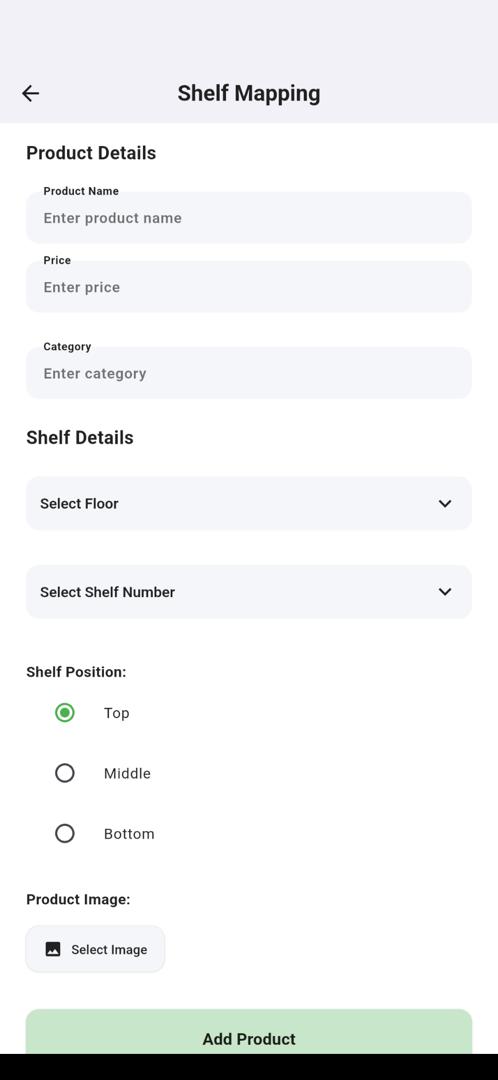 Shelf Mapping
Product Details
Product Name
Enter product name
Price
Enter price
Category
Enter category
Shelf Details
Select Floor
Select Shelf Number
Shelf Position:
Top
Middle
Bottom
Product Image:
Select Image
Add Product